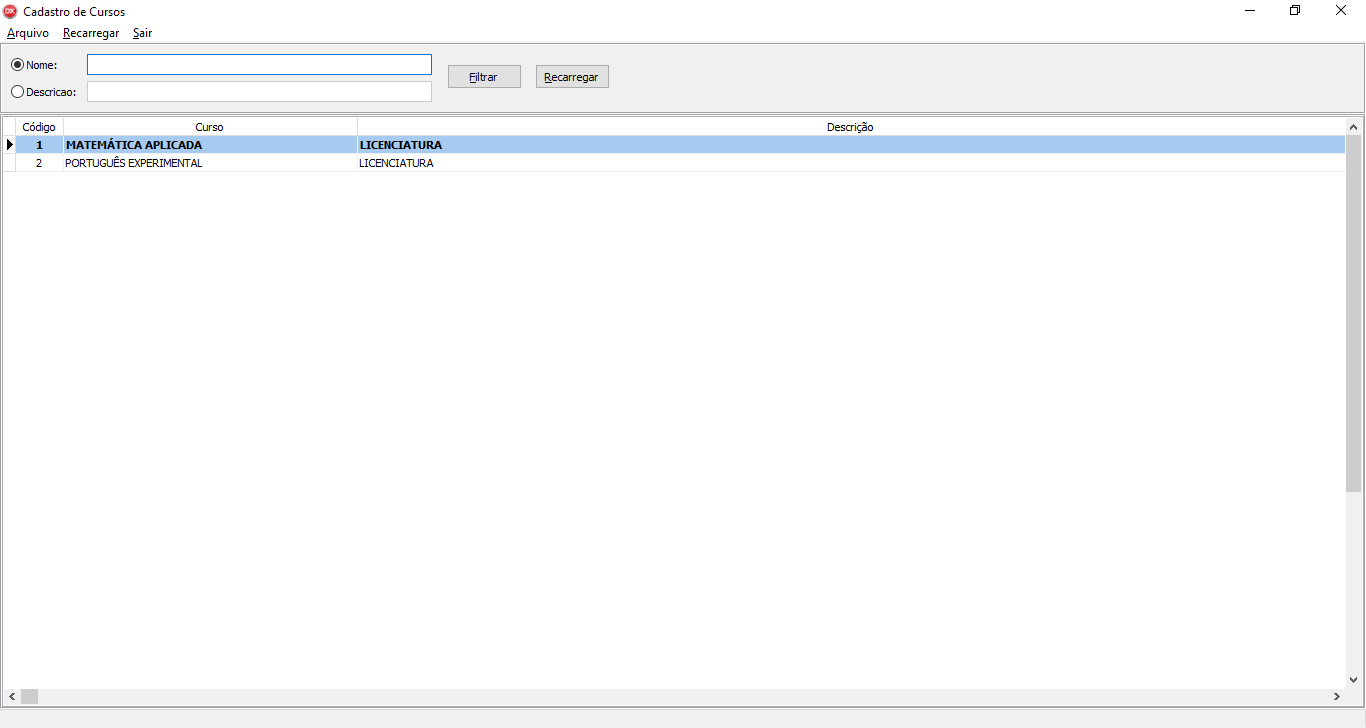 DX Cadastro de Cursos
Arquivo Recarregar Sair
Nome:
Filtrar Recarregar
Descricao:
Código Curso Descrição
1 MATEMÁTICA APLICADA LICENCIATURA
2 PORTUGUÊS EXPERIMENTAL LICENCIATURA